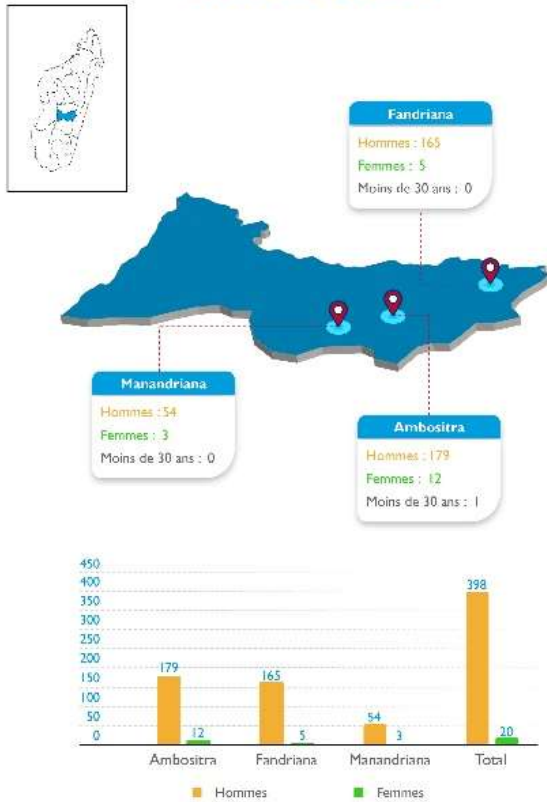 Fandriana
Hommes : 165
Femmes : 5
Moins de 30 ans : 0
Manandriana
Hommes : 54
Femmes : 3
Moins de 30 ans : 0
Ambositra
Hommes : 179
Femmes : 12
Moins de 30 ans : 1
450
400
350
300
250
200
150
100
50
0
179
12
165
5
54
3
398
20
Ambositra
Fandriana
Manandriana
Total
Hommes
Femmes